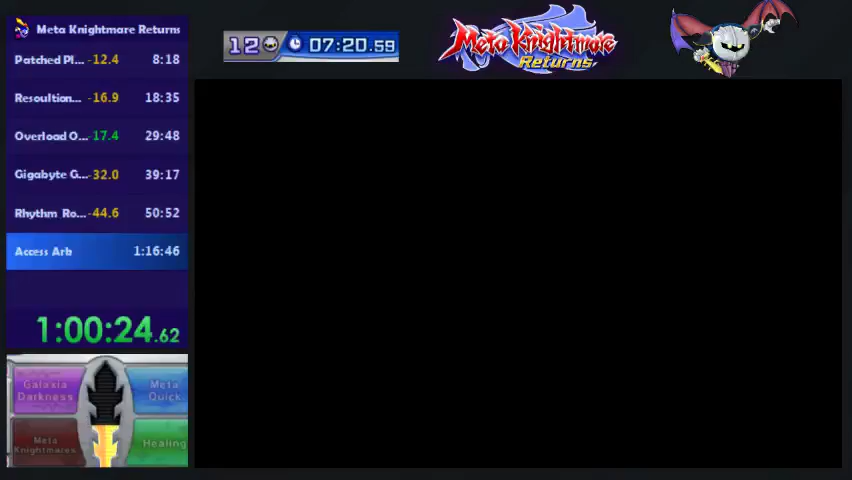 Meta Knightmare Returns
Patched Pl... -12.4 8:18
Resoultion... -16.9 18:35
Overload O... -17.4 29:48
Gigabyte G... -32.0 39:17
Rhythm Ro... -44.6 50:52
Access Ark 1:16:46
1:00:24.62
Galaxia Darkness
Meta Quick
Meta Knightmares
Healing
12 07:20.59
Meta Knightmare
Returns